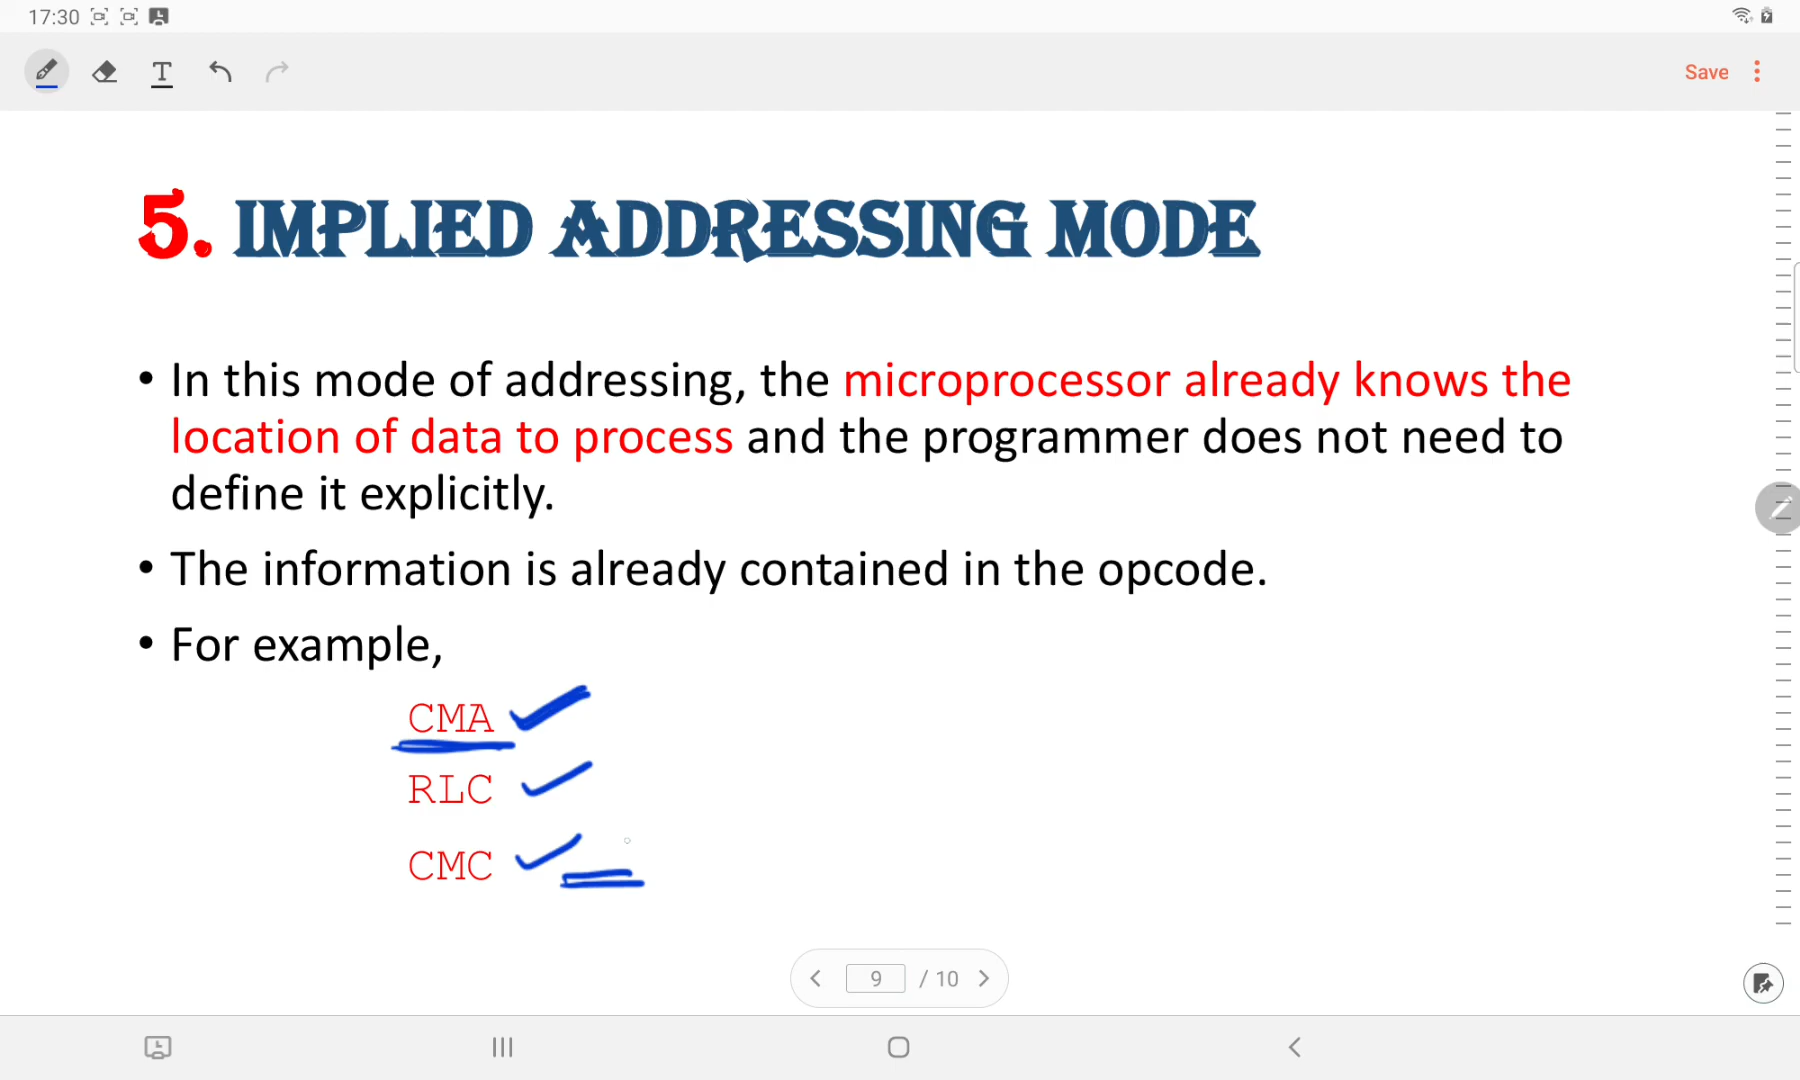 17:30
Save
5. IMPLIED ADDRESSING MODE
• In this mode of addressing, the microprocessor already knows the
location of data to process and the programmer does not need to
define it explicitly.
• The information is already contained in the opcode.
• For example,
CMA
RLC
CMC
9 / 10